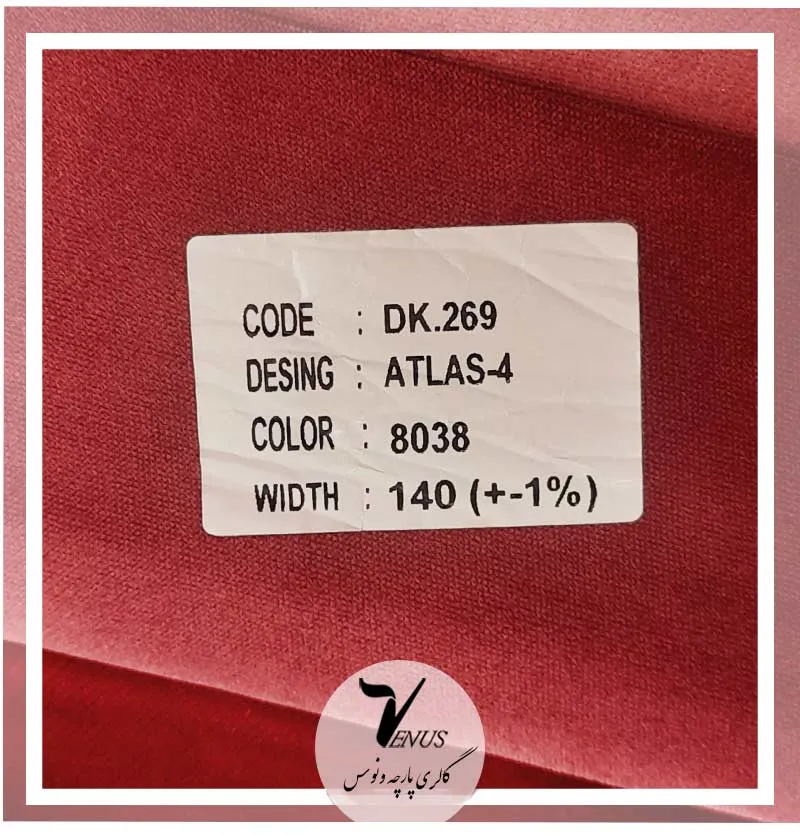 CODE : DK.269
DESING : ATLAS-4
COLOR : 8038
WIDTH : 140 (+-1%)
VENUS
گالری پارچه ونوس